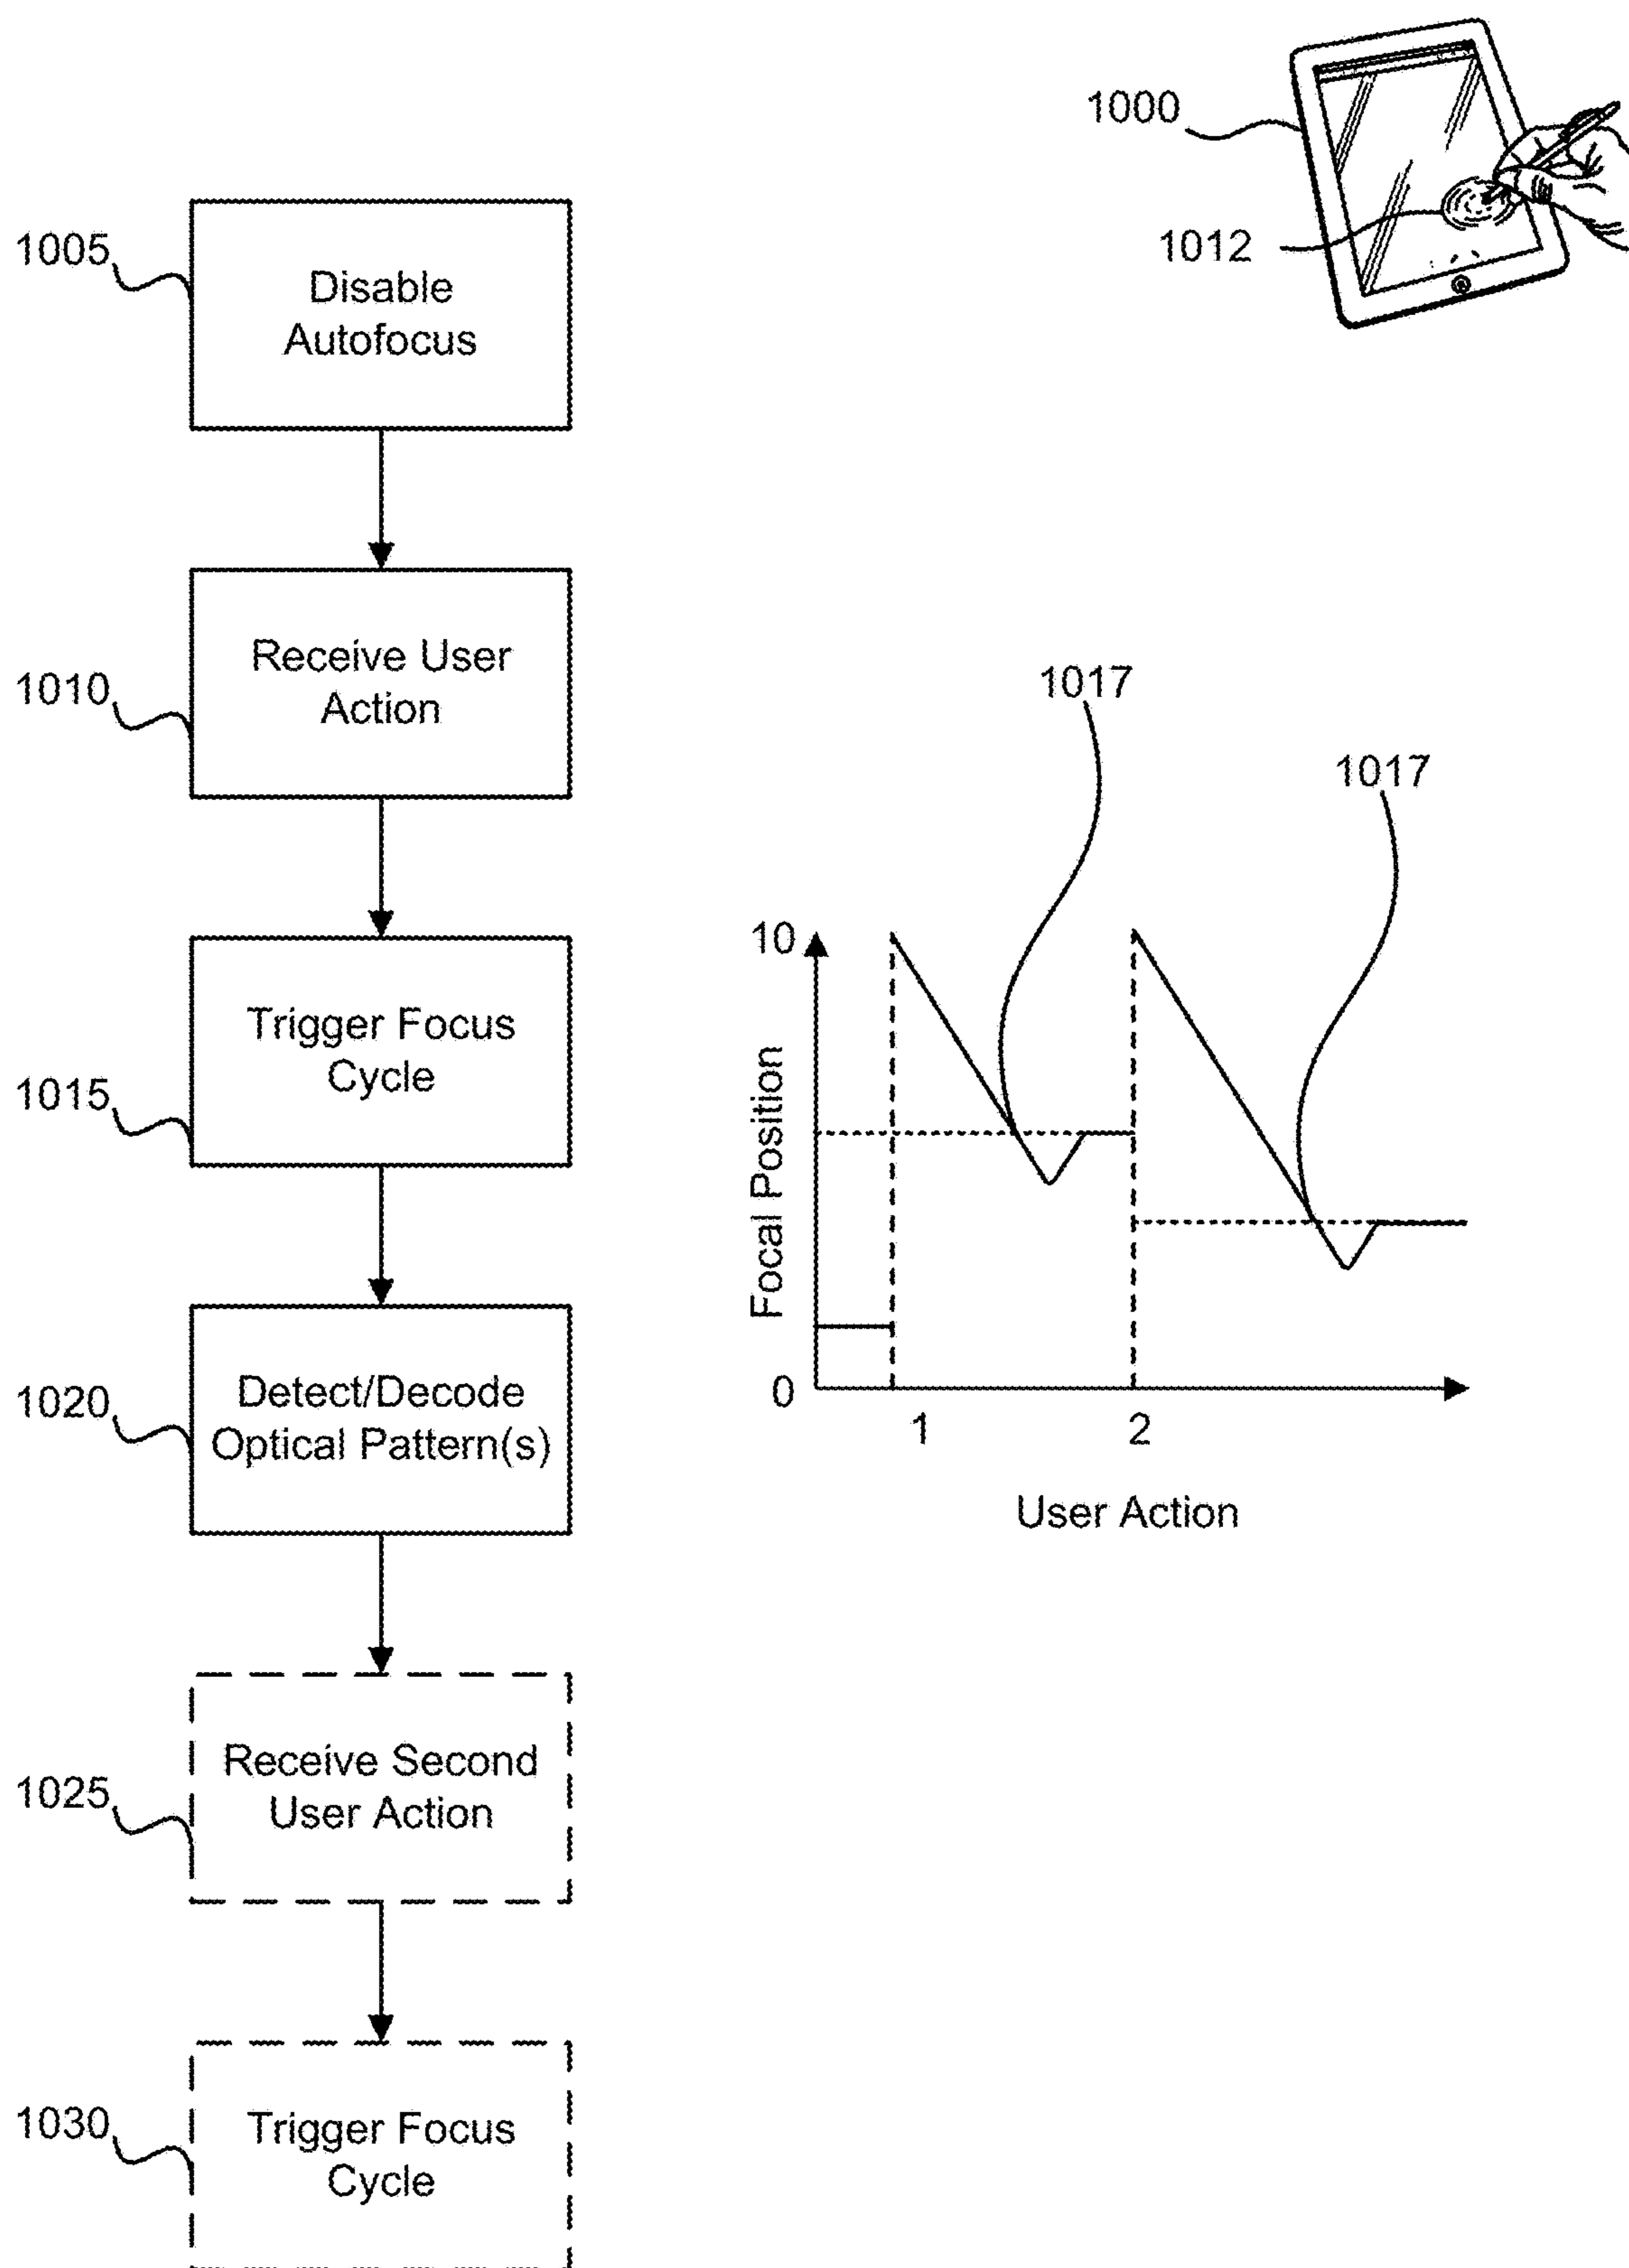 1000
1012
1005
Disable
Autofocus
1010
Receive User
Action
1015
Trigger Focus
Cycle
1020
Detect/Decode
Optical Pattern(s)
1025
Receive Second
User Action
1030
Trigger Focus
Cycle
1017
1017
10
Focal Position
0
1
2
User Action